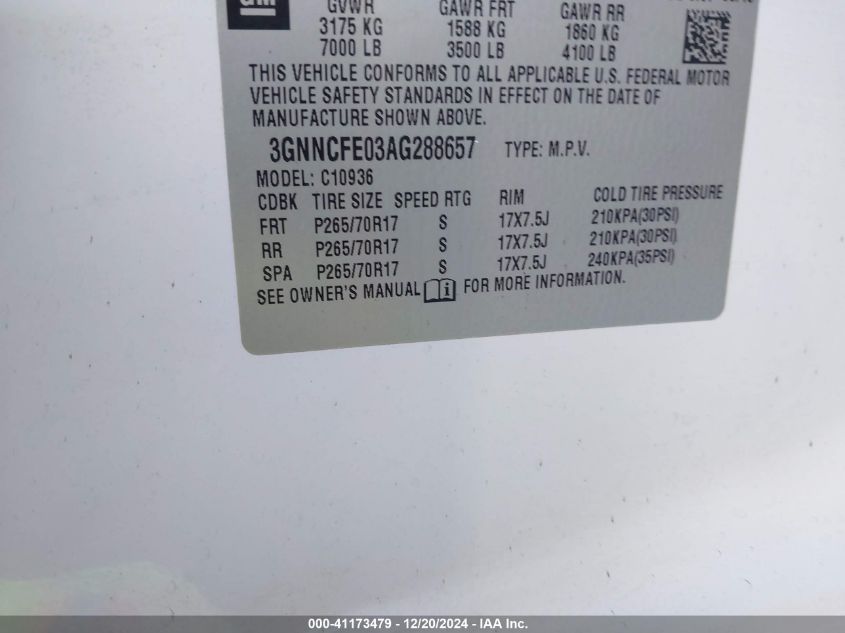 GM
GVWR GAWR FRT GAWR RR
3175 KG 1588 KG 1860 KG
7000 LB 3500 LB 4100 LB
THIS VEHICLE CONFORMS TO ALL APPLICABLE U.S. FEDERAL MOTOR
VEHICLE SAFETY STANDARDS IN EFFECT ON THE DATE OF
MANUFACTURE SHOWN ABOVE.
3GNNCFE03AG288657 TYPE: M.P.V.
MODEL: C10936
CDBK TIRE SIZE SPEED RTG RIM COLD TIRE PRESSURE
FRT P265/70R17 S 17X7.5J 210KPA(30PSI)
RR P265/70R17 S 17X7.5J 210KPA(30PSI)
SPA P265/70R17 S 17X7.5J 240KPA(35PSI)
SEE OWNER'S MANUAL FOR MORE INFORMATION.
000-41173479 - 12/20/2024 - IAA Inc.